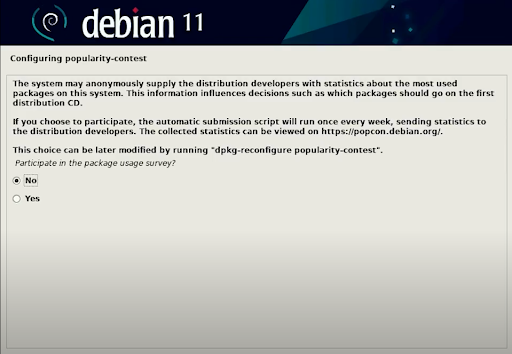 debian 11
Configuring popularity-contest
The system may anonymously supply the distribution developers with statistics about the most used
packages on this system. This information influences decisions such as which packages should go on the first
distribution CD.
If you choose to participate, the automatic submission script will run once every week, sending statistics to
the distribution developers. The collected statistics can be viewed on https://popcon.debian.org/.
This choice can be later modified by running "dpkg-reconfigure popularity-contest".
Participate in the package usage survey?
No
Yes